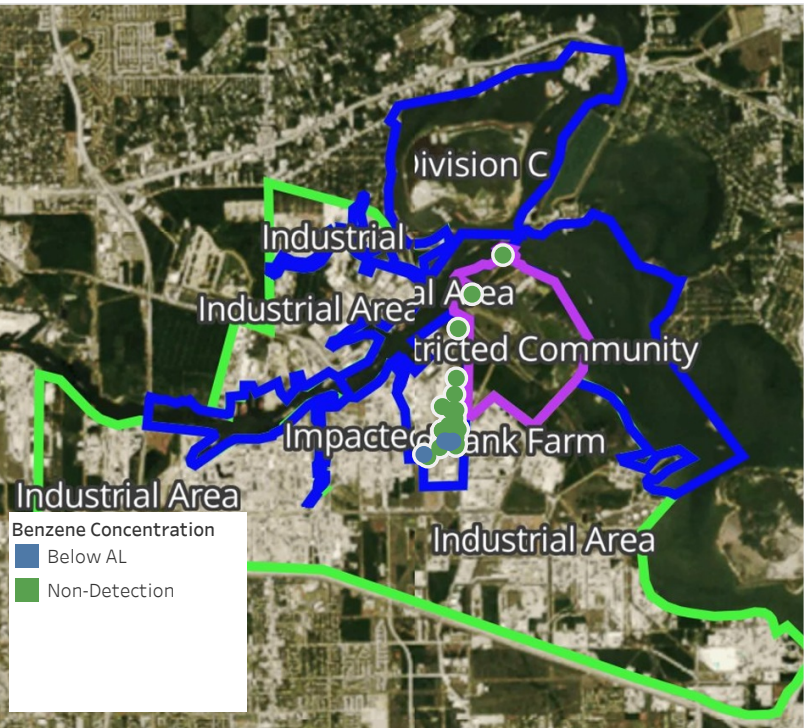 Division C
Industrial
al Area
Industrial Area
tricted Community
Impacted
ank Farm
Industrial Area
Industrial Area
Benzene Concentration
Below AL
Non-Detection